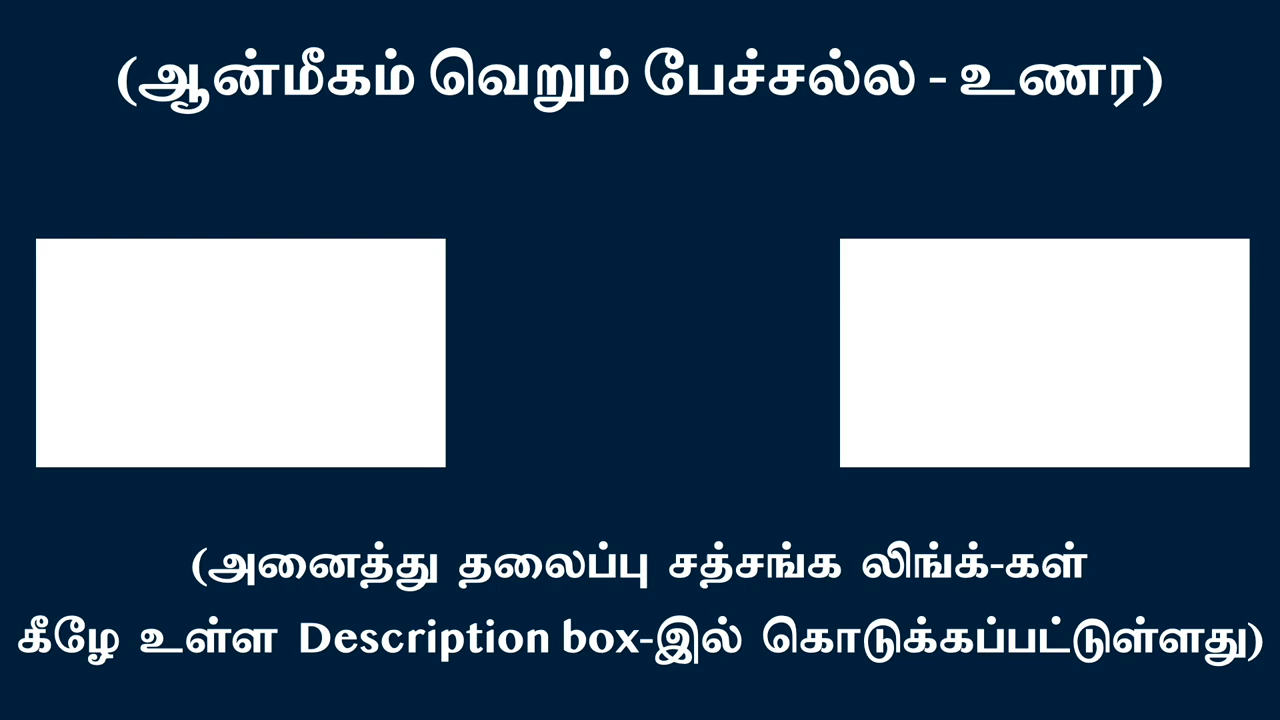 (ஆன்மீகம் வெறும் பேச்சல்ல - உணர)
(அனைத்து தலைப்பு சத்சங்க லிங்க்-கள்
கீழே உள்ள Description box-இல் கொடுக்கப்பட்டுள்ளது)